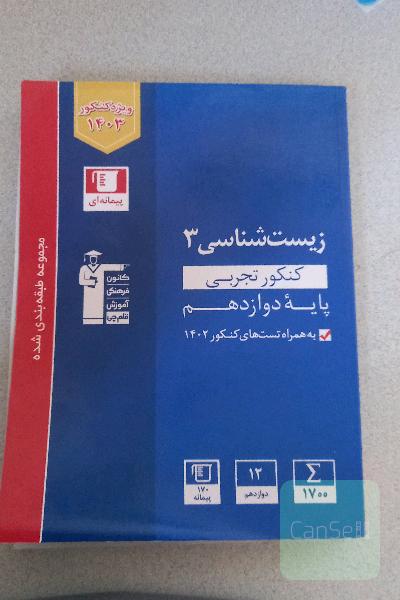 ویژهٔ کنکور
۱۴۰۳
پیمانه‌ای
مجموعه طبقه‌بندی شده
زیست‌شناسی ۳
کنکور تجربی
پایهٔ دوازدهم
به همراه تست‌های کنکور ۱۴۰۲
کانون
فرهنگی
آموزش
قلم‌چی
۱۷۰
پیمانه
۱۲
دوازدهم
Σ
۱۷۰۰
CanSell